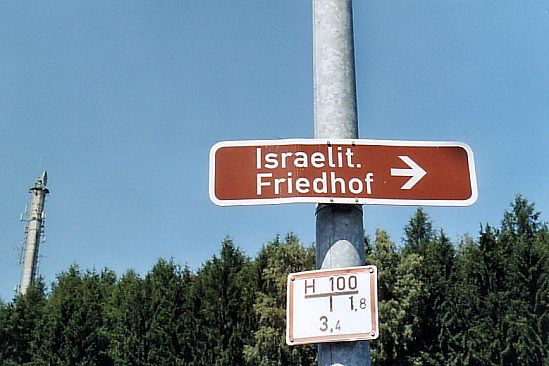 Israelit.
Friedhof
H 100
1,8
3,4